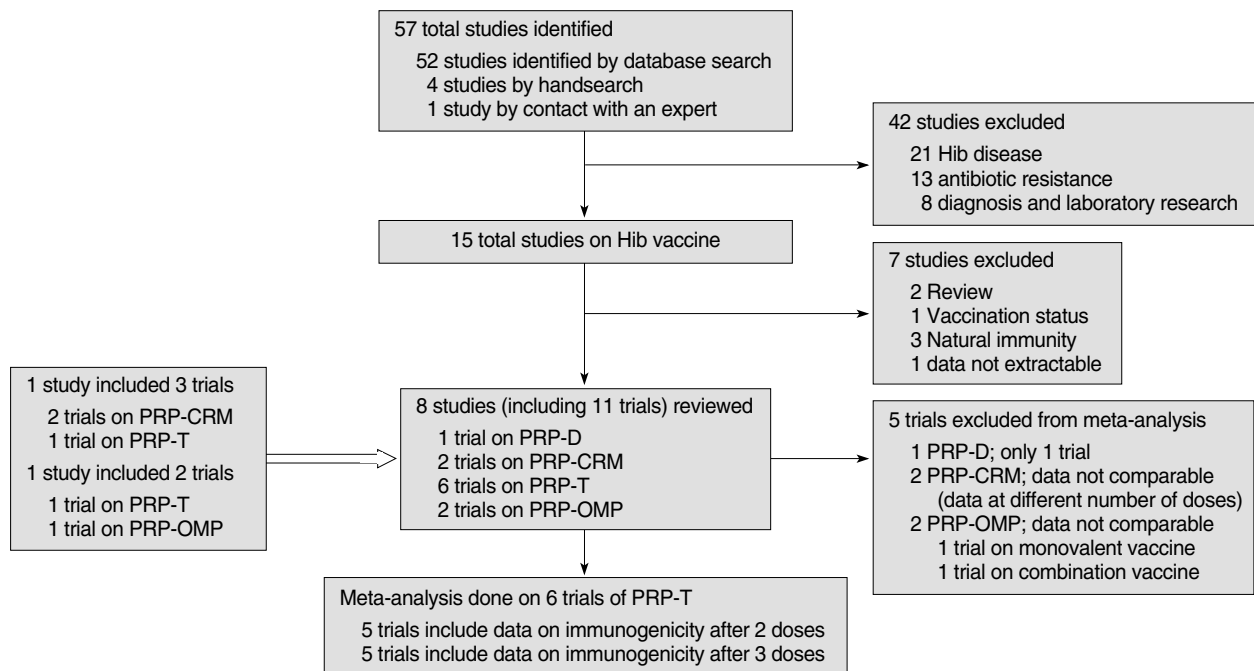 57 total studies identified
52 studies identified by database search
4 studies by handsearch
1 study by contact with an expert
42 studies excluded
21 Hib disease
13 antibiotic resistance
8 diagnosis and laboratory research
15 total studies on Hib vaccine
7 studies excluded
2 Review
1 Vaccination status
3 Natural immunity
1 data not extractable
1 study included 3 trials
2 trials on PRP-CRM
1 trial on PRP-T
1 study included 2 trials
1 trial on PRP-T
1 trial on PRP-OMP
8 studies (including 11 trials) reviewed
1 trial on PRP-D
2 trials on PRP-CRM
6 trials on PRP-T
2 trials on PRP-OMP
5 trials excluded from meta-analysis
1 PRP-D; only 1 trial
2 PRP-CRM; data not comparable
(data at different number of doses)
2 PRP-OMP; data not comparable
1 trial on monovalent vaccine
1 trial on combination vaccine
Meta-analysis done on 6 trials of PRP-T
5 trials include data on immunogenicity after 2 doses
5 trials include data on immunogenicity after 3 doses